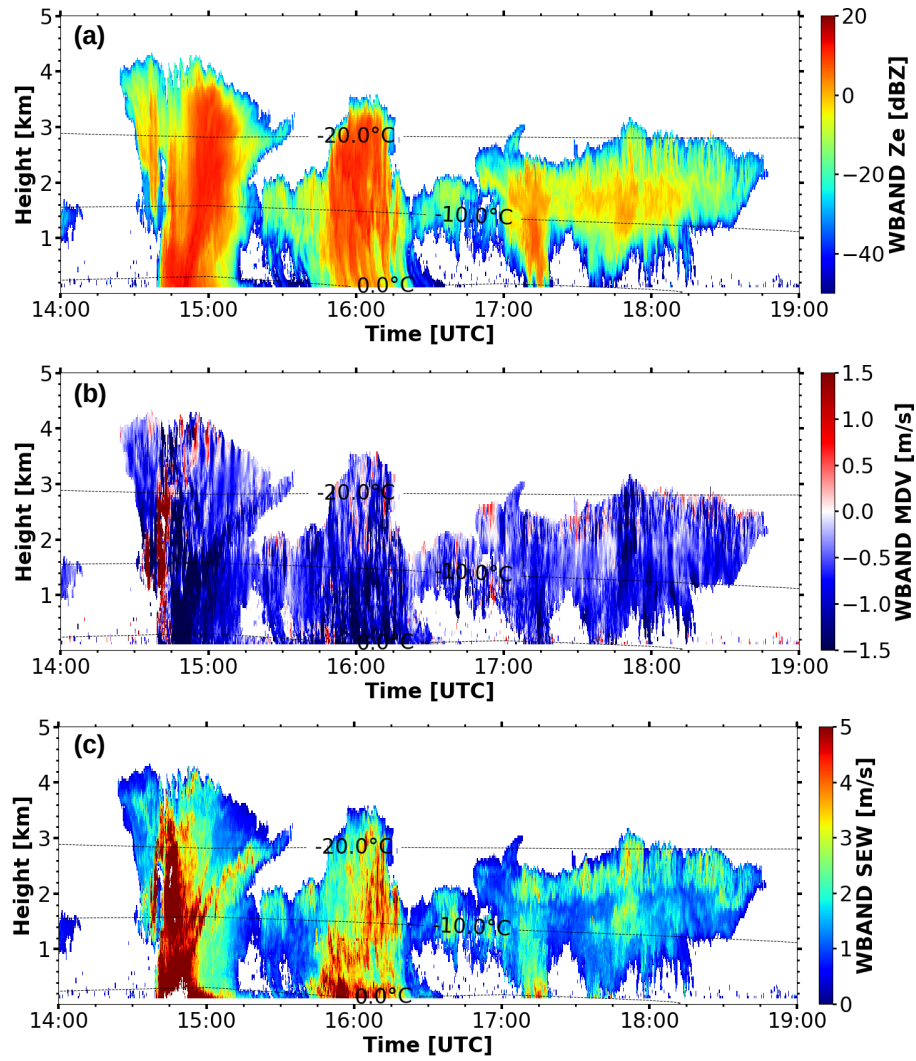 (a)
Height [km]
5
4
3
2
1
-20.0°C
-10.0°C
0.0°C
14:00 15:00 16:00 17:00 18:00 19:00
Time [UTC]
20
0
−20
−40
WBAND Ze [dBZ]
(b)
Height [km]
5
4
3
2
1
-20.0°C
-10.0°C
0.0°C
14:00 15:00 16:00 17:00 18:00 19:00
Time [UTC]
1.5
1.0
0.5
0.0
−0.5
−1.0
−1.5
WBAND MDV [m/s]
(c)
Height [km]
5
4
3
2
1
-20.0°C
-10.0°C
0.0°C
14:00 15:00 16:00 17:00 18:00 19:00
Time [UTC]
5
4
3
2
1
0
WBAND SEW [m/s]